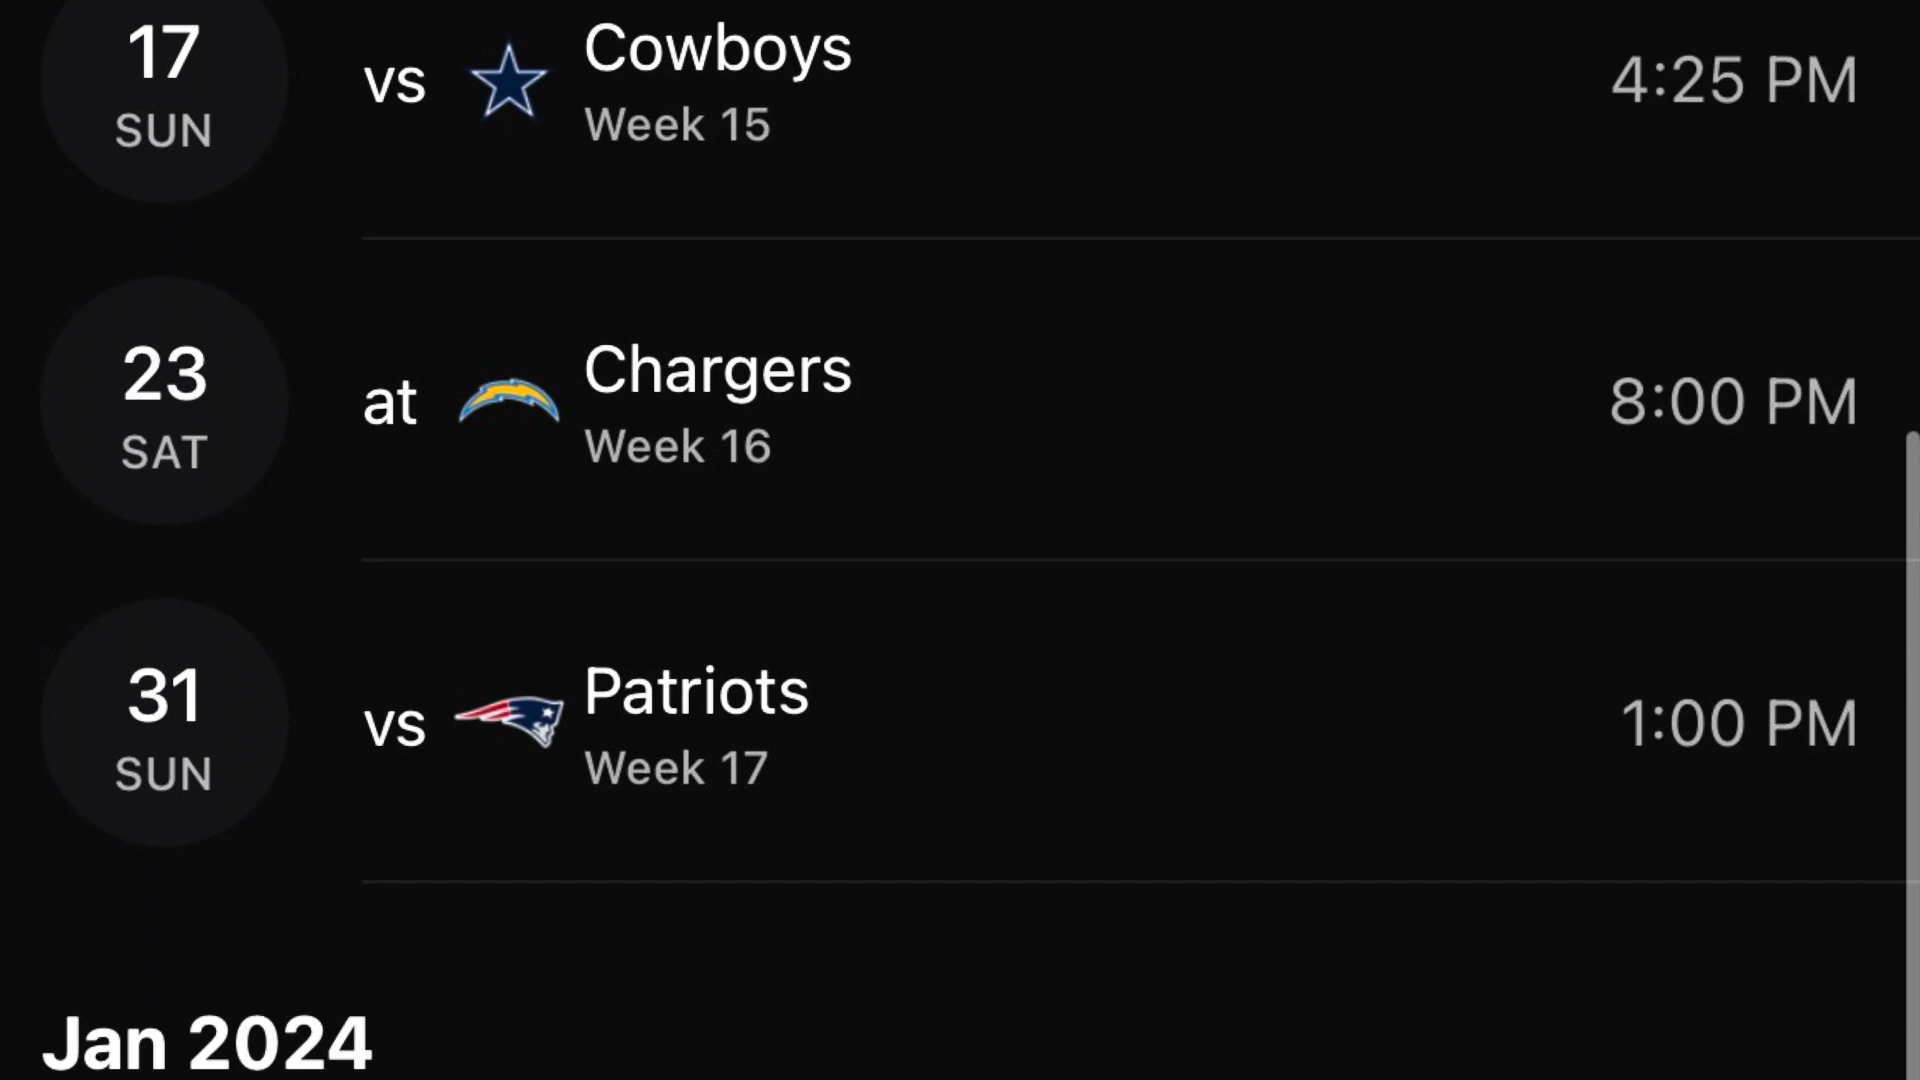 17
SUN
vs
Cowboys
Week 15
4:25 PM
23
SAT
at
Chargers
Week 16
8:00 PM
31
SUN
vs
Patriots
Week 17
1:00 PM
Jan 2024